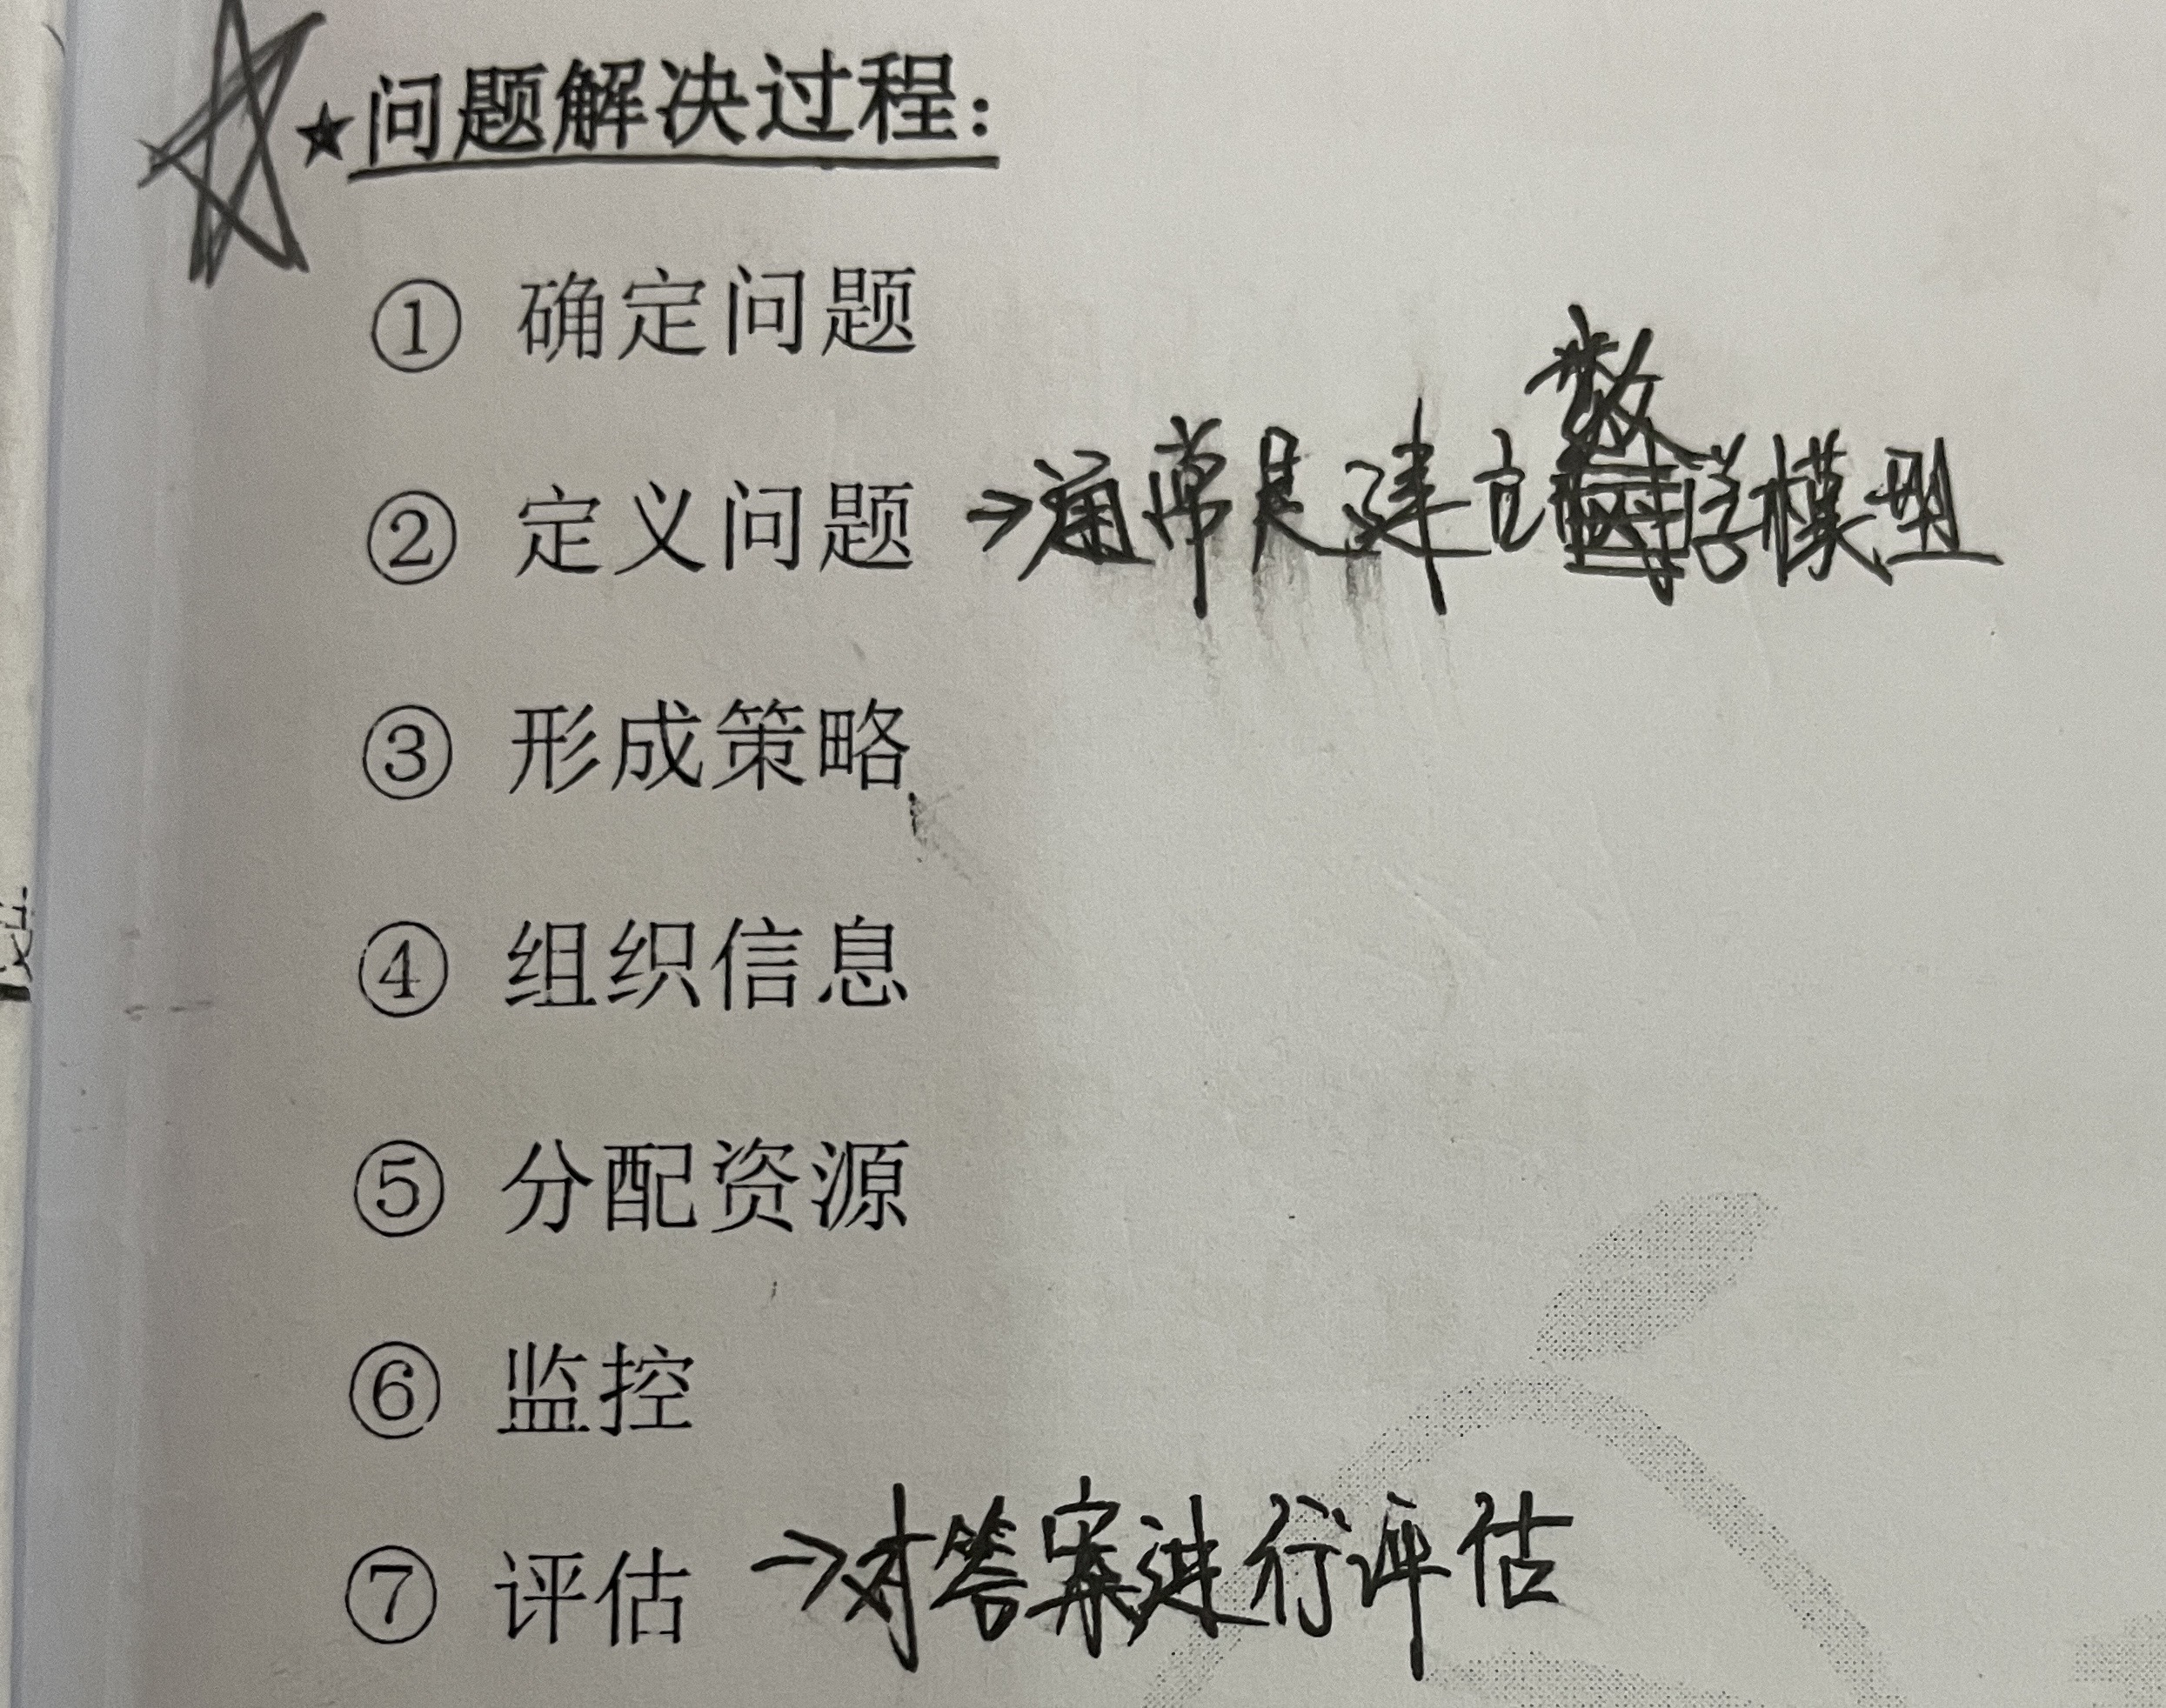 ★问题解决过程：
① 确定问题
② 定义问题 →通常是建立数学模型
③ 形成策略
④ 组织信息
⑤ 分配资源
⑥ 监控
⑦ 评估 →对答案进行评估